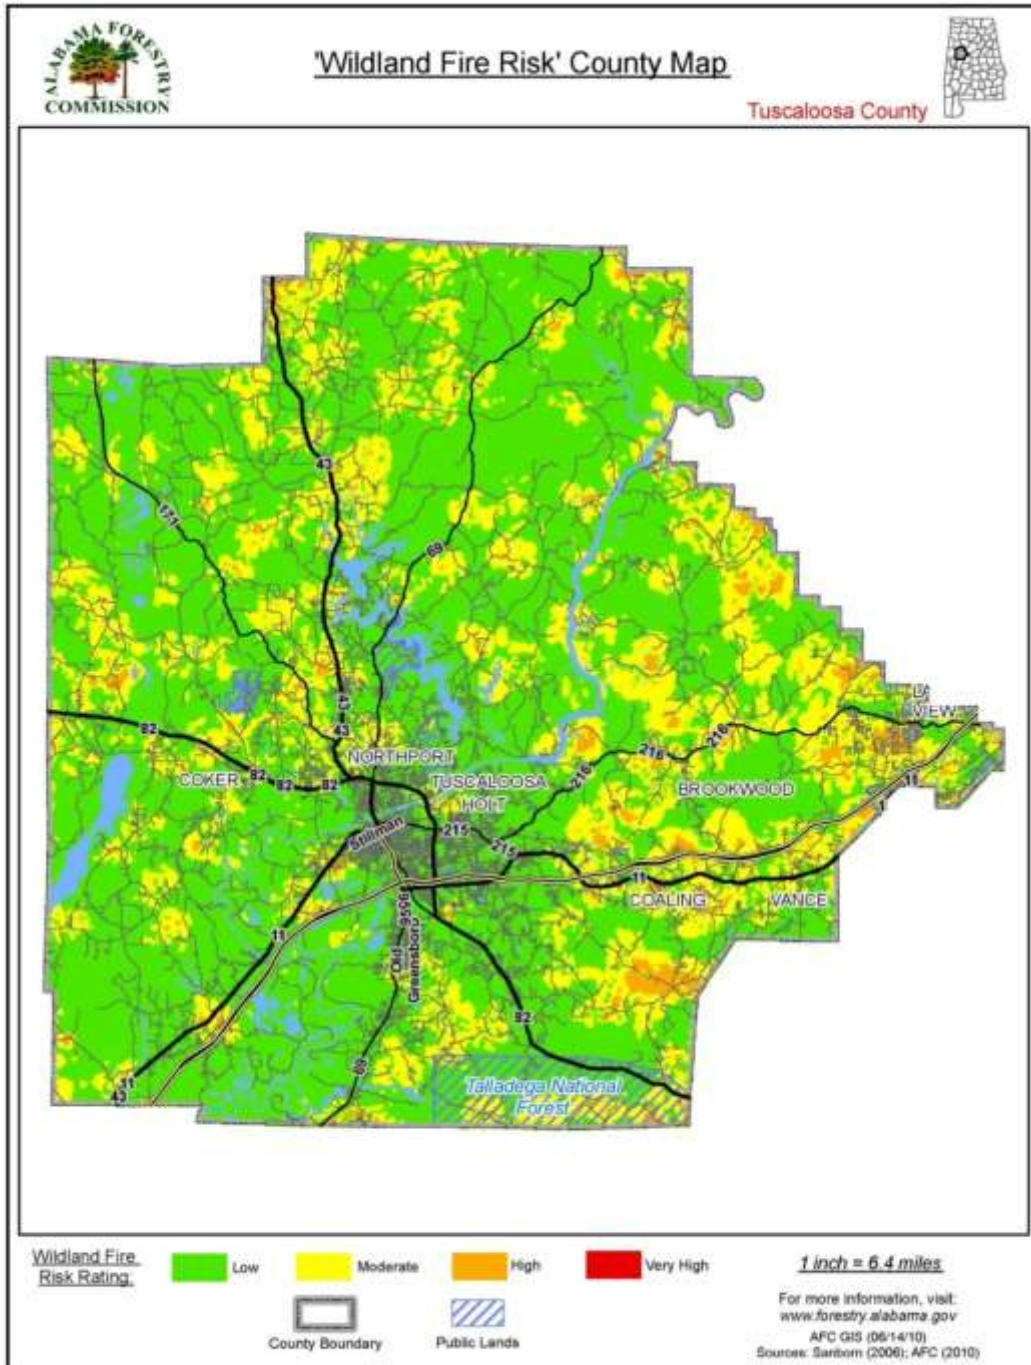 ALABAMA FORESTRY
COMMISSION
'Wildland Fire Risk' County Map
Tuscaloosa County
43
171
69
LA
VIEW
43
43
82
NORTHPORT
216
216
COKER
82
82
82
TUSCALOOSA
216
BROOKWOOD
11
HOLT
1
Stillman
215
215
11
COALING
VANCE
9596
11
Old
Greensboro
82
69
Talladega National
Forest
11
43
Wildland Fire
Risk Rating:
Low
Moderate
High
Very High
1 inch = 6.4 miles
County Boundary
Public Lands
For more information, visit:
www.forestry.alabama.gov
AFC GIS (06/14/10)
Sources: Sanborn (2006); AFC (2010)